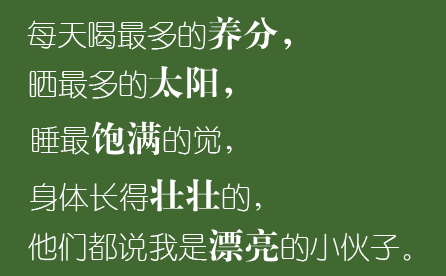 每天喝最多的养分，
晒最多的太阳，
睡最饱满的觉，
身体长得壮壮的，
他们都说我是漂亮的小伙子。